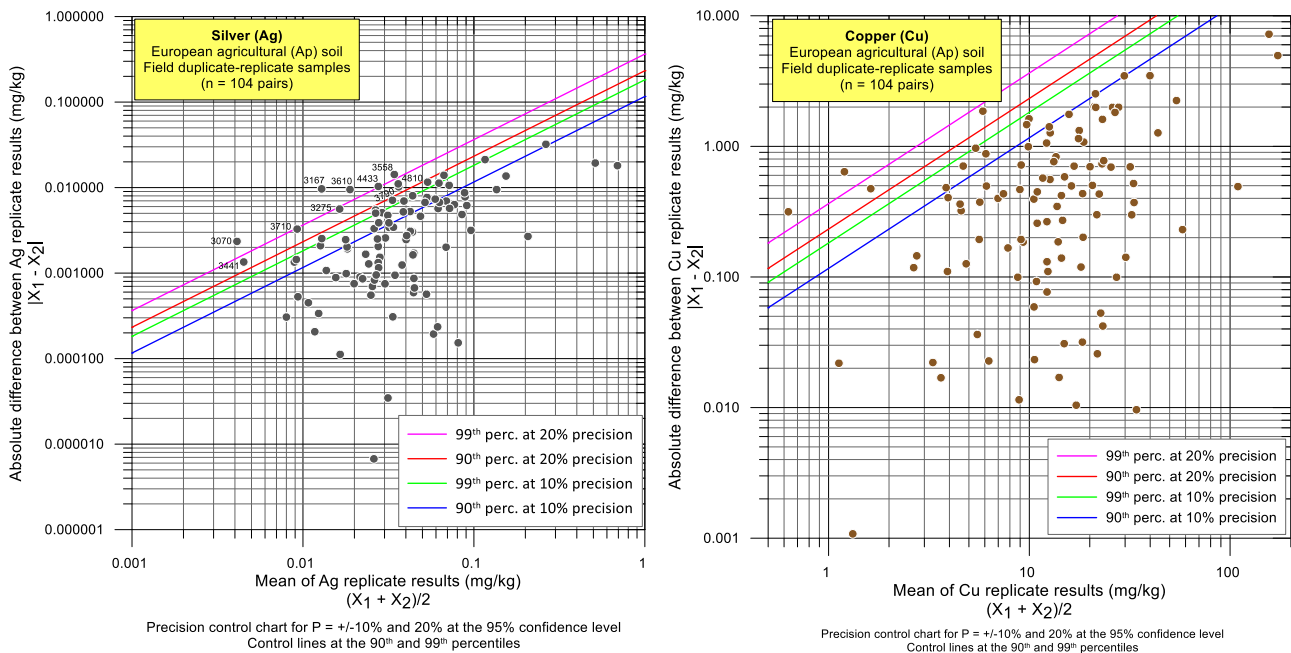 Silver (Ag)
European agricultural (Ap) soil
Field duplicate-replicate samples
(n = 104 pairs)
Absolute difference between Ag replicate results (mg/kg)
|X1 - X2|
1.000000
0.100000
0.010000
0.001000
0.000100
0.000010
0.000001
3558
3167
3610
4433
4810
3790
3275
3710
3070
3441
99th perc. at 20% precision
90th perc. at 20% precision
99th perc. at 10% precision
90th perc. at 10% precision
0.001
0.01
0.1
1
Mean of Ag replicate results (mg/kg)
(X1 + X2)/2
Precision control chart for P = +/-10% and 20% at the 95% confidence level
Control lines at the 90th and 99th percentiles
Copper (Cu)
European agricultural (Ap) soil
Field duplicate-replicate samples
(n = 104 pairs)
Absolute difference between Cu replicate results (mg/kg)
|X1 - X2|
10.000
1.000
0.100
0.010
0.001
99th perc. at 20% precision
90th perc. at 20% precision
99th perc. at 10% precision
90th perc. at 10% precision
1
10
100
Mean of Cu replicate results (mg/kg)
(X1 + X2)/2
Precision control chart for P = +/-10% and 20% at the 95% confidence level
Control lines at the 90th and 99th percentiles